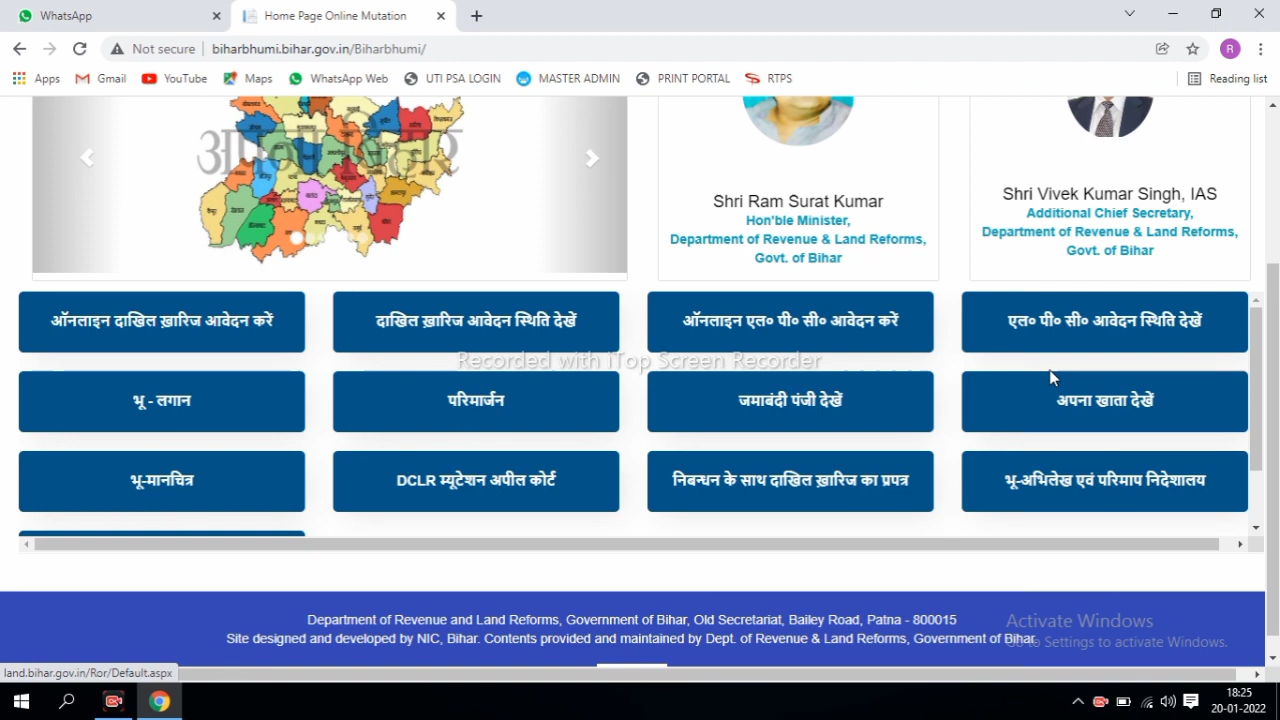 WhatsApp
Home Page Online Mutation
Not secure
biharbhumi.bihar.gov.in/Biharbhumi/
R
Apps
Gmail
YouTube
Maps
WhatsApp Web
UTI PSA LOGIN
MASTER ADMIN
PRINT PORTAL
RTPS
Reading list
Shri Ram Surat Kumar
Hon'ble Minister,
Department of Revenue & Land Reforms,
Govt. of Bihar
Shri Vivek Kumar Singh, IAS
Additional Chief Secretary,
Department of Revenue & Land Reforms,
Govt. of Bihar
ऑनलाइन दाखिल ख़ारिज आवेदन करें
दाखिल ख़ारिज आवेदन स्थिति देखें
ऑनलाइन एल० पी० सी० आवेदन करें
एल० पी० सी० आवेदन स्थिति देखें
Recorded with iTop Screen Recorder
भू - लगान
परिमार्जन
जमाबंदी पंजी देखें
अपना खाता देखें
भू-मानचित्र
DCLR म्यूटेशन अपील कोर्ट
निबन्धन के साथ दाखिल ख़ारिज का प्रपत्र
भू-अभिलेख एवं परिमाप निदेशालय
Department of Revenue and Land Reforms, Government of Bihar, Old Secretariat, Bailey Road, Patna - 800015
Site designed and developed by NIC, Bihar. Contents provided and maintained by Dept. of Revenue & Land Reforms, Government of Bihar
Activate Windows
Go to Settings to activate Windows.
land.bihar.gov.in/Ror/Default.aspx
18:25
20-01-2022